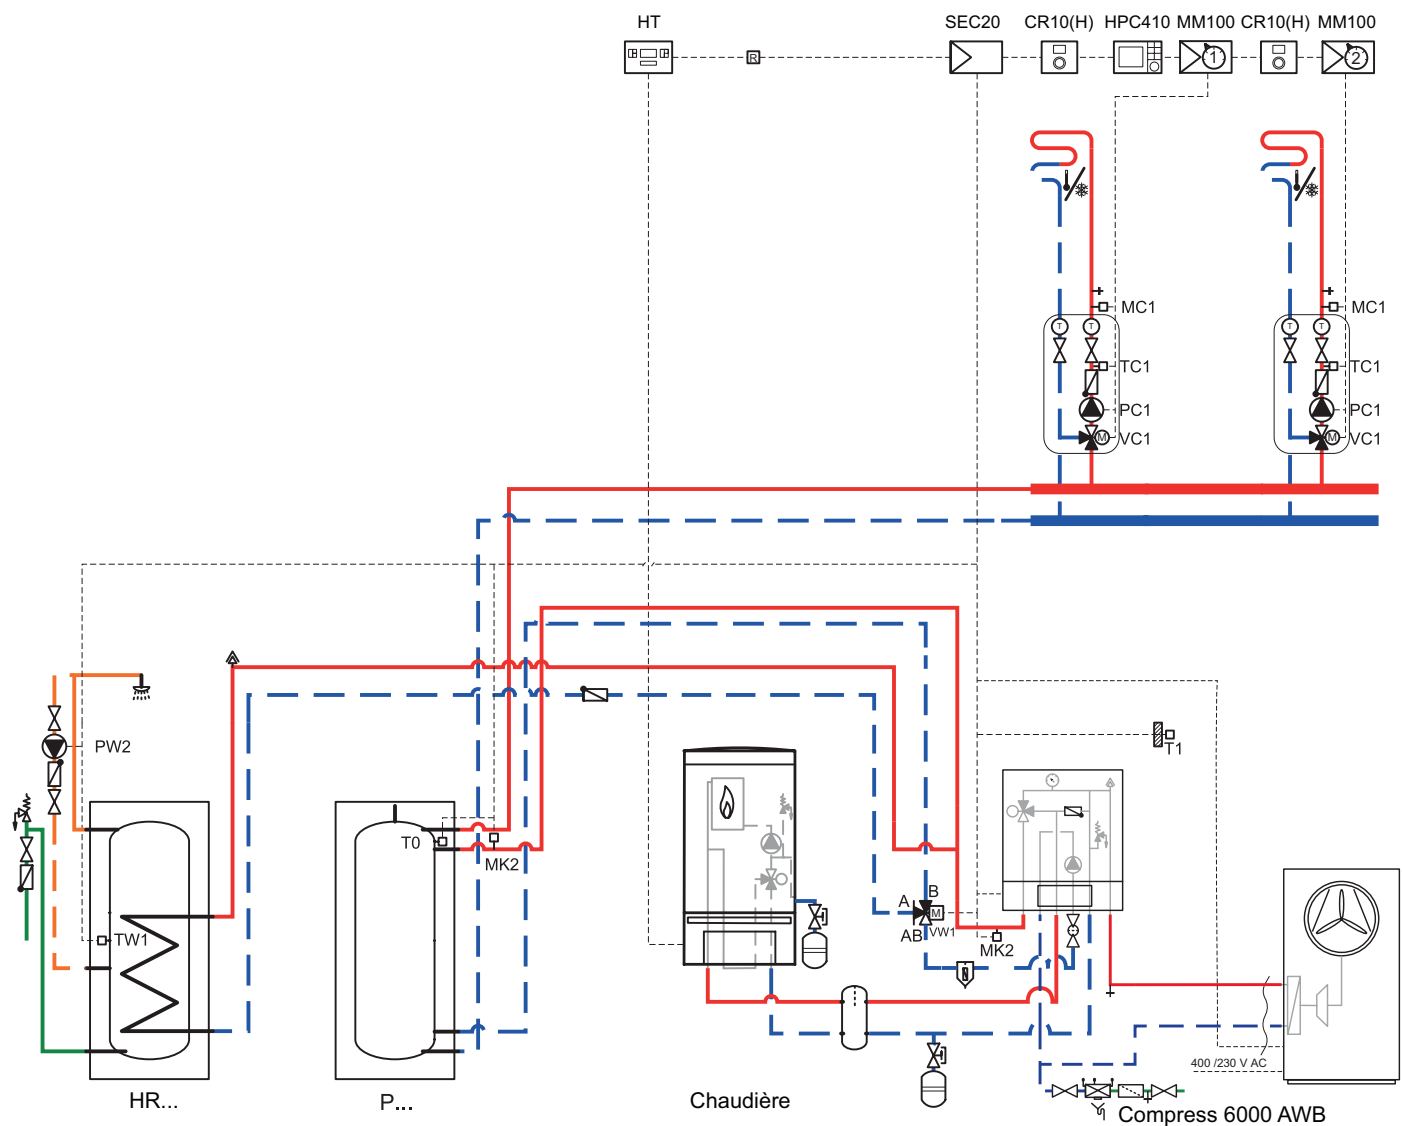 HT
SEC20
CR10(H)
HPC410
MM100
CR10(H)
MM100
R
1
2
MC1
MC1
T
T
T
T
TC1
TC1
PC1
PC1
M
VC1
M
VC1
PW2
T1
T0
MK2
A
B
M
AB
VW1
MK2
TW1
400 /230 V AC
HR...
P...
Chaudière
Compress 6000 AWB